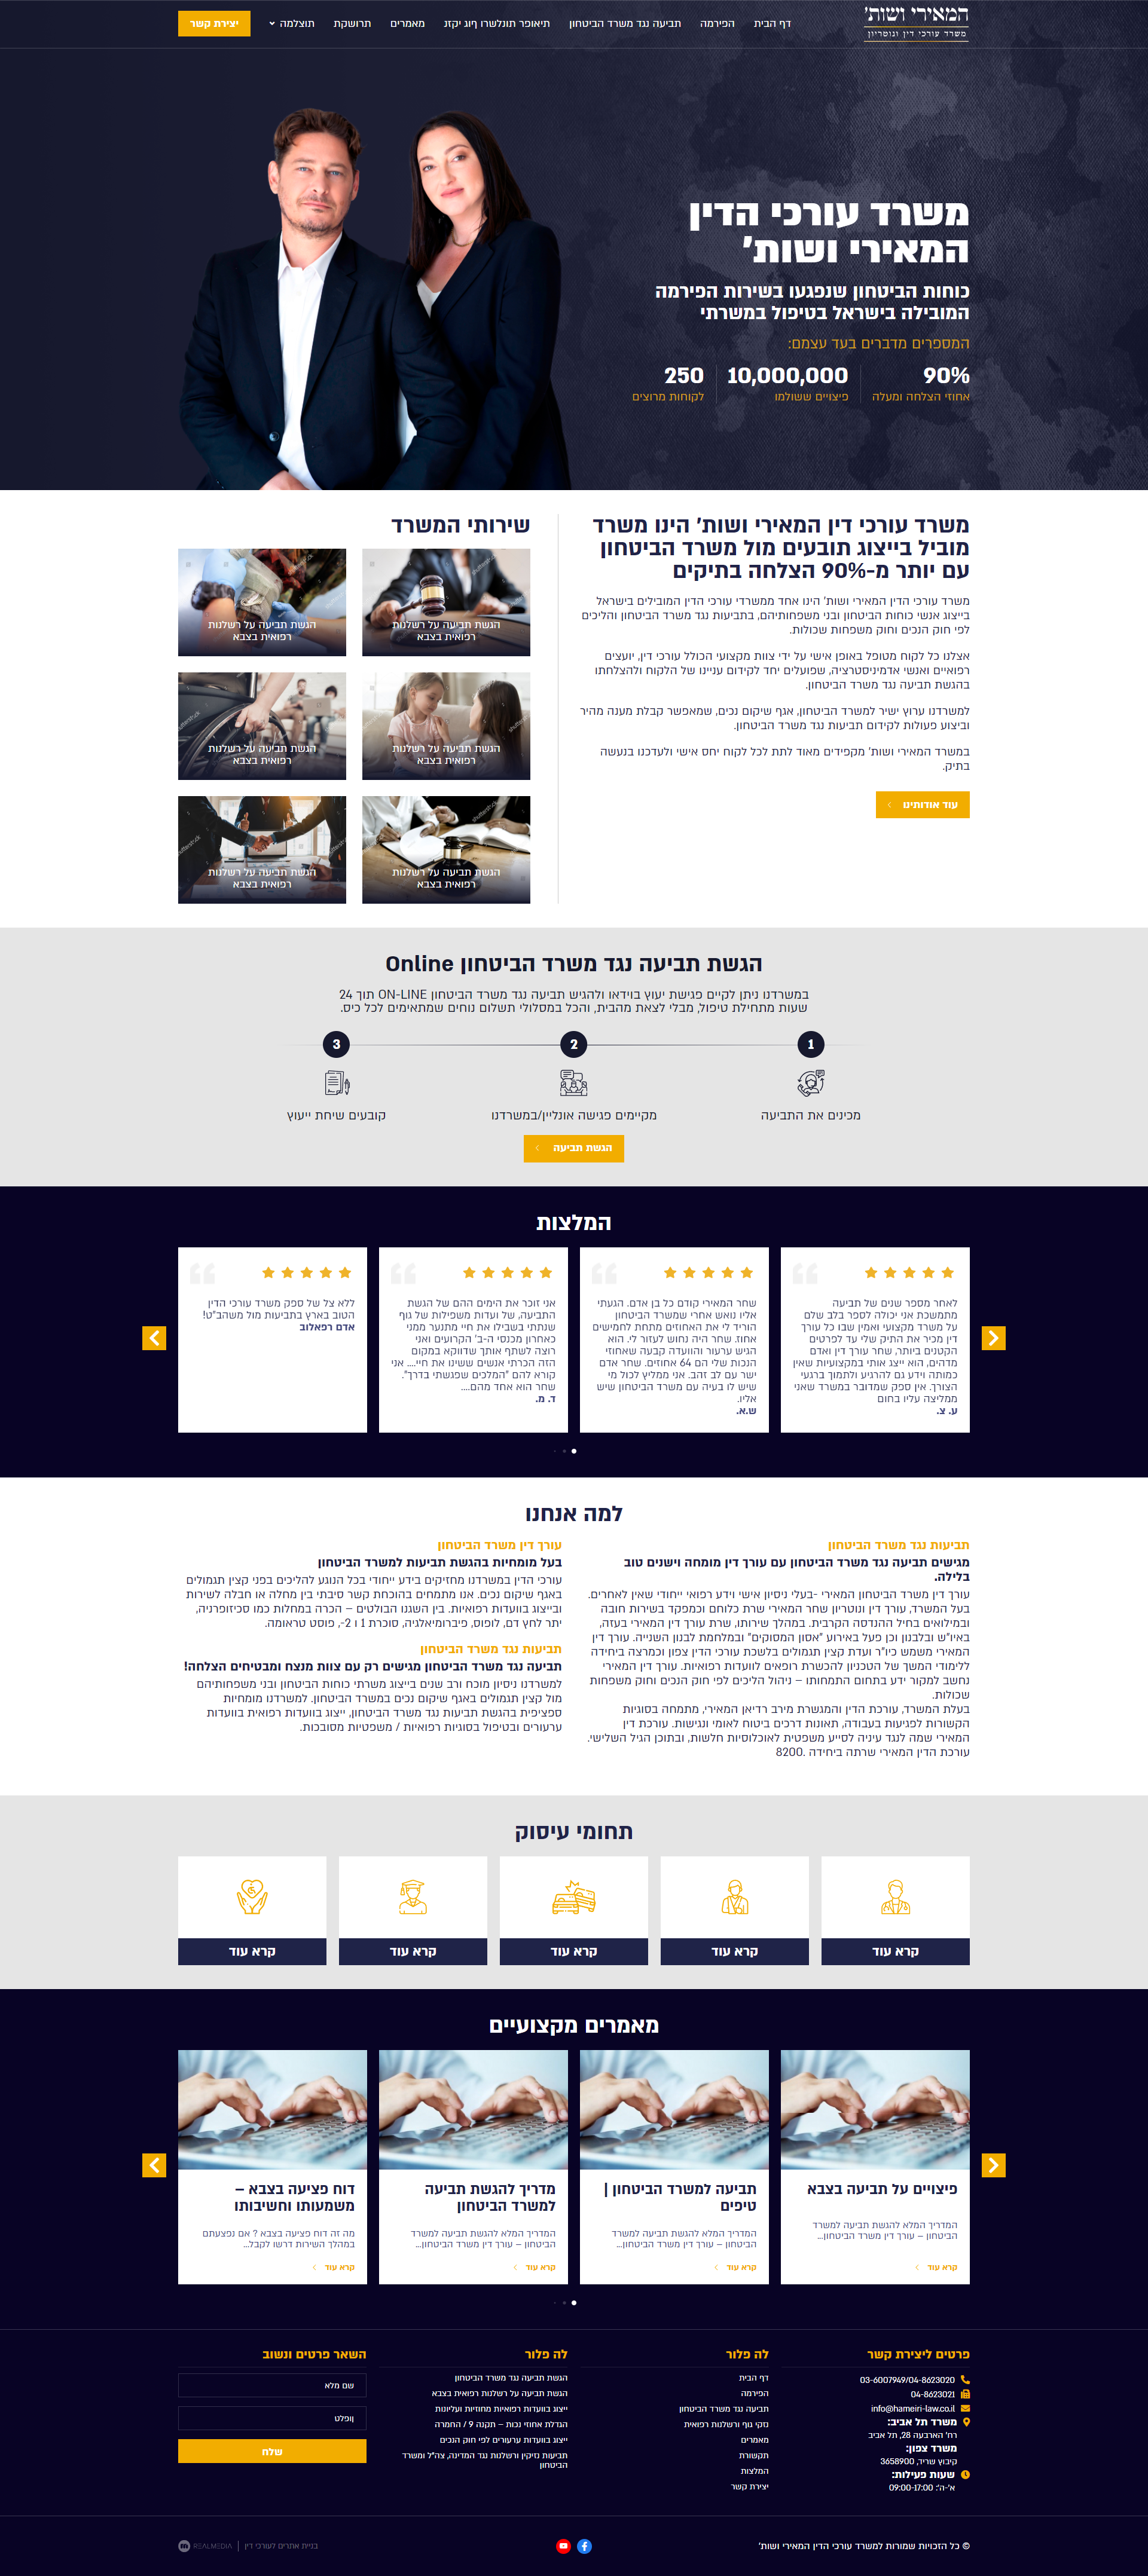 המאירי ושות'
משרד עורכי דין ונוטריון
דף הבית
הפירמה
תביעה נגד משרד הביטחון
תיאופר תונלשרו ףוג יקזנ
מאמרים
תרושקת
תוצלמה
יצירת קשר
משרד עורכי הדין
המאירי ושות'
כוחות הביטחון שנפגעו בשירות הפירמה
המובילה בישראל בטיפול במשרתי
המספרים מדברים בעד עצמם:
90%
אחוזי הצלחה ומעלה
10,000,000
פיצויים ששולמו
250
לקוחות מרוצים
משרד עורכי דין המאירי ושות' הינו משרד
מוביל בייצוג תובעים מול משרד הביטחון
עם יותר מ-90% הצלחה בתיקים
משרד עורכי הדין המאירי ושות' הינו אחד ממשרדי עורכי הדין המובילים בישראל
בייצוג אנשי כוחות הביטחון ובני משפחותיהם, בתביעות נגד משרד הביטחון והליכים
לפי חוק הנכים וחוק משפחות שכולות.
אצלנו כל לקוח מטופל באופן אישי על ידי צוות מקצועי הכולל עורכי דין, יועצים
רפואיים ואנשי אדמיניסטרציה, שפועלים יחד לקידום עניינו של הלקוח ולהצלחתו
בהגשת תביעה נגד משרד הביטחון.
למשרדנו ערוץ ישיר למשרד הביטחון, אגף שיקום נכים, שמאפשר קבלת מענה מהיר
וביצוע פעולות לקידום תביעות נגד משרד הביטחון.
במשרד המאירי ושות' מקפידים מאוד לתת לכל לקוח יחס אישי ולעדכנו בנעשה
בתיק.
עוד אודותינו
שירותי המשרד
הגשת תביעה על רשלנות
רפואית בצבא
הגשת תביעה על רשלנות
רפואית בצבא
הגשת תביעה על רשלנות
רפואית בצבא
הגשת תביעה על רשלנות
רפואית בצבא
הגשת תביעה על רשלנות
רפואית בצבא
הגשת תביעה על רשלנות
רפואית בצבא
הגשת תביעה נגד משרד הביטחון Online
במשרדנו ניתן לקיים פגישת יעוץ בוידאו ולהגיש תביעה נגד משרד הביטחון ON-LINE תוך 24
שעות מתחילת טיפול, מבלי לצאת מהבית, והכל במסלולי תשלום נוחים שמתאימים לכל כיס.
1
2
3
מכינים את התביעה
מקיימים פגישה אונליין/במשרדנו
קובעים שיחת ייעוץ
הגשת תביעה
המלצות
לאחר מספר שנים של תביעה
מתמשכת אני יכולה לספר בלב שלם
על משרד מקצועי ואמין שבו כל עורך
דין מכיר את התיק שלי עד לפרטים
הקטנים ביותר, שחר עורך דין ואדם
מדהים, הוא ייצג אותי במקצועיות שאין
כמותה וידע גם להרגיע ולתמוך ברגעי
הצורך. אין ספק שמדובר במשרד שאני
ממליצה עליו בחום
ע. צ.
שחר המאירי קודם כל בן אדם. הגעתי
אליו נואש אחרי שמשרד הביטחון
הוריד לי את האחוזים מתחת לחמישים
אחוז. שחר היה נחוש לעזור לי. הוא
הגיש ערעור והוועדה קבעה שאחוזי
הנכות שלי הם 64 אחוזים. שחר אדם
ישר עם לב זהב. אני ממליץ לכול מי
שיש לו בעיה עם משרד הביטחון שיש
אליו.
ש.א.
אני זוכר את הימים ההם של הגשת
התביעה, של ועדות משפילות של גוף
שנתתי בשבילו את חיי מתנער ממני
כאחרון מכנסי ה-ב' הקרועים ואני
רוצה לשתף אותך שדווקא במקום
הזה הכרתי אנשים ששינו את חיי.... אני
קורא להם "המלכים שפגשתי בדרך".
שחר הוא אחד מהם....
ד. מ.
ללא צל של ספק משרד עורכי הדין
הטוב בארץ בתביעות מול משהב"ט!
אדם רפאלוב
למה אנחנו
תביעות נגד משרד הביטחון
מגישים תביעה נגד משרד הביטחון עם עורך דין מומחה וישנים טוב
בלילה.
עורך דין משרד הביטחון המאירי -בעלי ניסיון אישי וידע רפואי ייחודי שאין לאחרים.
בעל המשרד, עורך דין ונוטריון שחר המאירי שרת כלוחם וכמפקד בשירות חובה
ובמילואים בחיל ההנדסה הקרבית. במהלך שירותו, שרת עורך דין המאירי בעזה,
באיו"ש ובלבנון וכן פעל באירוע "אסון המסוקים" ובמלחמת לבנון השנייה. עורך דין
המאירי משמש כיו"ר ועדת קצין תגמולים בלשכת עורכי הדין צפון וכמרצה ביחידה
ללימודי המשך של הטכניון להכשרת רופאים לוועדות רפואיות. עורך דין המאירי
נחשב למקור ידע בתחום התמחותו – ניהול הליכים לפי חוק הנכים וחוק משפחות
שכולות.
בעלת המשרד, עורכת הדין והמגשרת מירב רדיאן המאירי, מתמחה בסוגיות
הקשורות לפגיעות בעבודה, תאונות דרכים ביטוח לאומי ונגישות. עורכת דין
המאירי שמה לנגד עיניה לסייע משפטית לאוכלוסיות חלשות, ובתוכן הגיל השלישי.
עורכת הדין המאירי שרתה ביחידה 8200.
עורך דין משרד הביטחון
בעל מומחיות בהגשת תביעות למשרד הביטחון
עורכי הדין במשרדנו מחזיקים בידע ייחודי בכל הנוגע להליכים בפני קצין תגמולים
באגף שיקום נכים. אנו מתמחים בהוכחת קשר סיבתי בין מחלה או חבלה לשירות
ובייצוג בוועדות רפואיות. בין השגנו הבולטים – הכרה במחלות כמו סכיזופרניה,
יתר לחץ דם, לופוס, פיברומיאלגיה, סוכרת 1 ו 2-, פוסט טראומה.
תביעות נגד משרד הביטחון
תביעה נגד משרד הביטחון מגישים רק עם צוות מנצח ומבטיחים הצלחה!
למשרדנו ניסיון מוכח ורב שנים בייצוג משרתי כוחות הביטחון ובני משפחותיהם
מול קצין תגמולים באגף שיקום נכים במשרד הביטחון. למשרדנו מומחיות
ספציפית בהגשת תביעות נגד משרד הביטחון, ייצוג בוועדות רפואית בוועדות
ערעורים ובטיפול בסוגיות רפואיות / משפטיות מסובכות.
תחומי עיסוק
קרא עוד
קרא עוד
קרא עוד
קרא עוד
קרא עוד
מאמרים מקצועיים
פיצויים על תביעה בצבא
המדריך המלא להגשת תביעה למשרד
הביטחון – עורך דין משרד הביטחון...
קרא עוד
תביעה למשרד הביטחון |
טיפים
המדריך המלא להגשת תביעה למשרד
הביטחון – עורך דין משרד הביטחון...
קרא עוד
מדריך להגשת תביעה
למשרד הביטחון
המדריך המלא להגשת תביעה למשרד
הביטחון – עורך דין משרד הביטחון...
קרא עוד
דוח פציעה בצבא –
משמעותו וחשיבותו
מה זה דוח פציעה בצבא ? אם נפצעתם
במהלך השירות דרשו לקבל...
קרא עוד
פרטים ליצירת קשר
03-6007949/04-8623020
04-8623021
info@hameiri-law.co.il
משרד תל אביב:
רח' הארבעה 28, תל אביב
משרד צפון:
קיבוץ שריד, 3658900
שעות פעילות:
א'-ה': 09:00-17:00
לה פלור
דף הבית
הפירמה
תביעה נגד משרד הביטחון
נזקי גוף ורשלנות רפואית
מאמרים
תקשורת
המלצות
יצירת קשר
לה פלור
הגשת תביעה נגד משרד הביטחון
הגשת תביעה על רשלנות רפואית בצבא
ייצוג בוועדות רפואיות מחוזיות ועליונות
הגדלת אחוזי נכות – תקנה 9 / החמרה
ייצוג בוועדות ערעורים לפי חוק הנכים
תביעות נזיקין ורשלנות נגד המדינה, צה"ל ומשרד
הביטחון
השאר פרטים ונשוב
שם מלא
ןופלט
שלח
© כל הזכויות שמורות למשרד עורכי הדין המאירי ושות'
בניית אתרים לעורכי דין
REALMEDIA